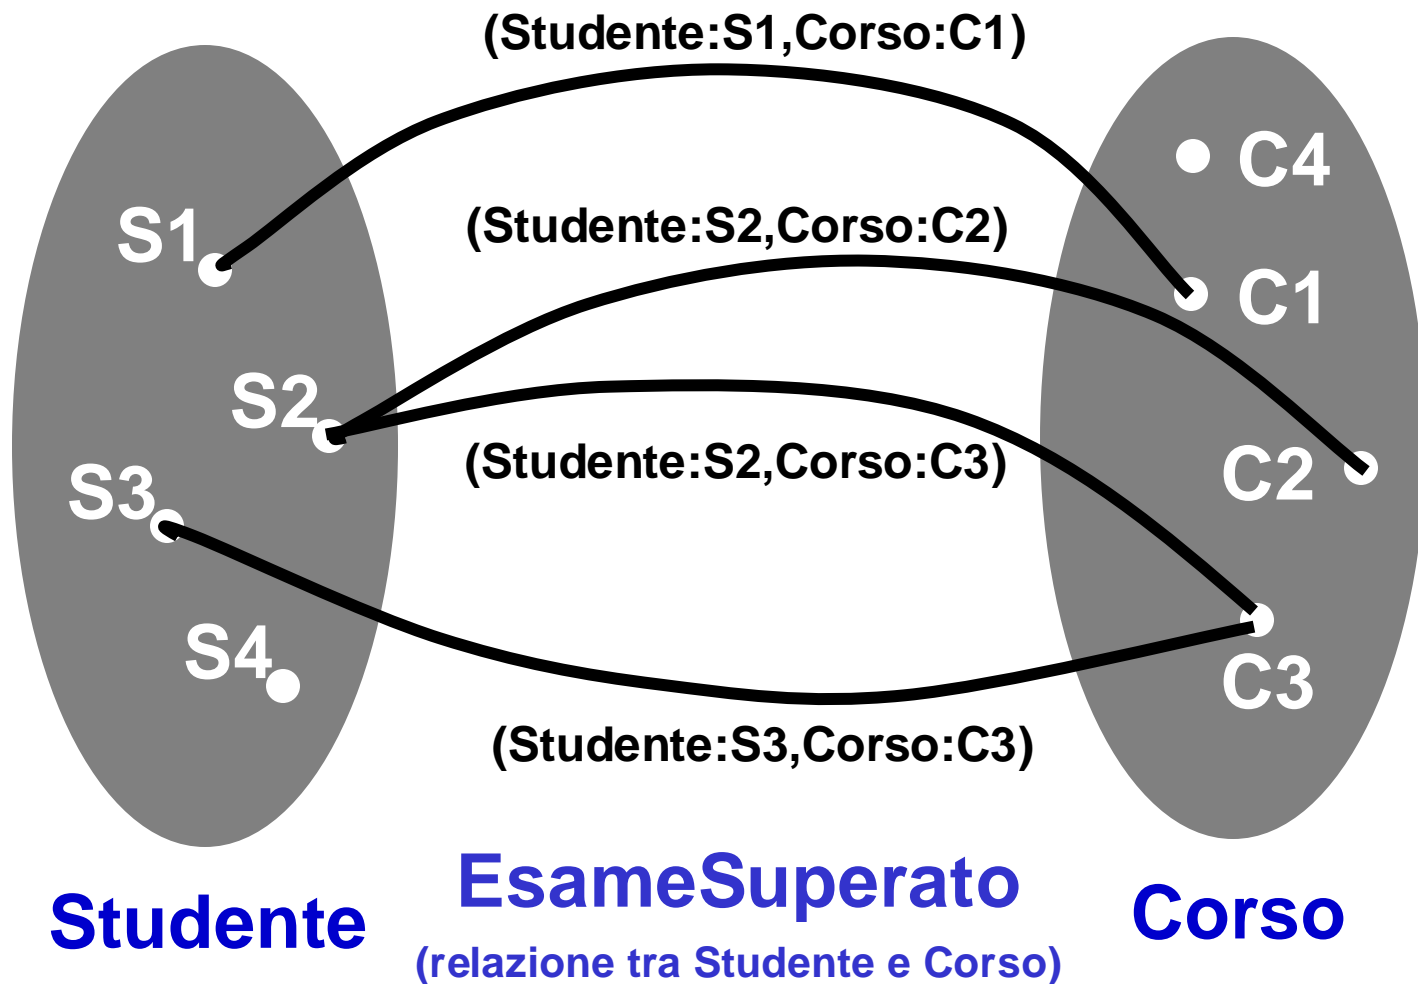 (Studente:S1,Corso:C1)
C4
S1
(Studente:S2,Corso:C2)
C1
S2
(Studente:S2,Corso:C3)
C2
S3
S4
C3
(Studente:S3,Corso:C3)
EsameSuperato
Studente
Corso
(relazione tra Studente e Corso)